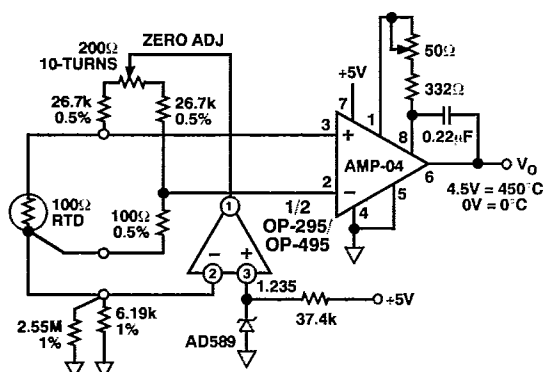 200Ω
10-TURNS
ZERO ADJ
26.7k
0.5%
26.7k
0.5%
+5V
50Ω
332Ω
0.22µF
7
1
8
3
+
AMP-04
6
V_O
2
−
4
5
4.5V = 450°C
0V = 0°C
100Ω
RTD
100Ω
0.5%
1
1/2
OP-295/
OP-495
−
+
2
3
1.235
+5V
37.4k
2.55M
1%
6.19k
1%
AD589